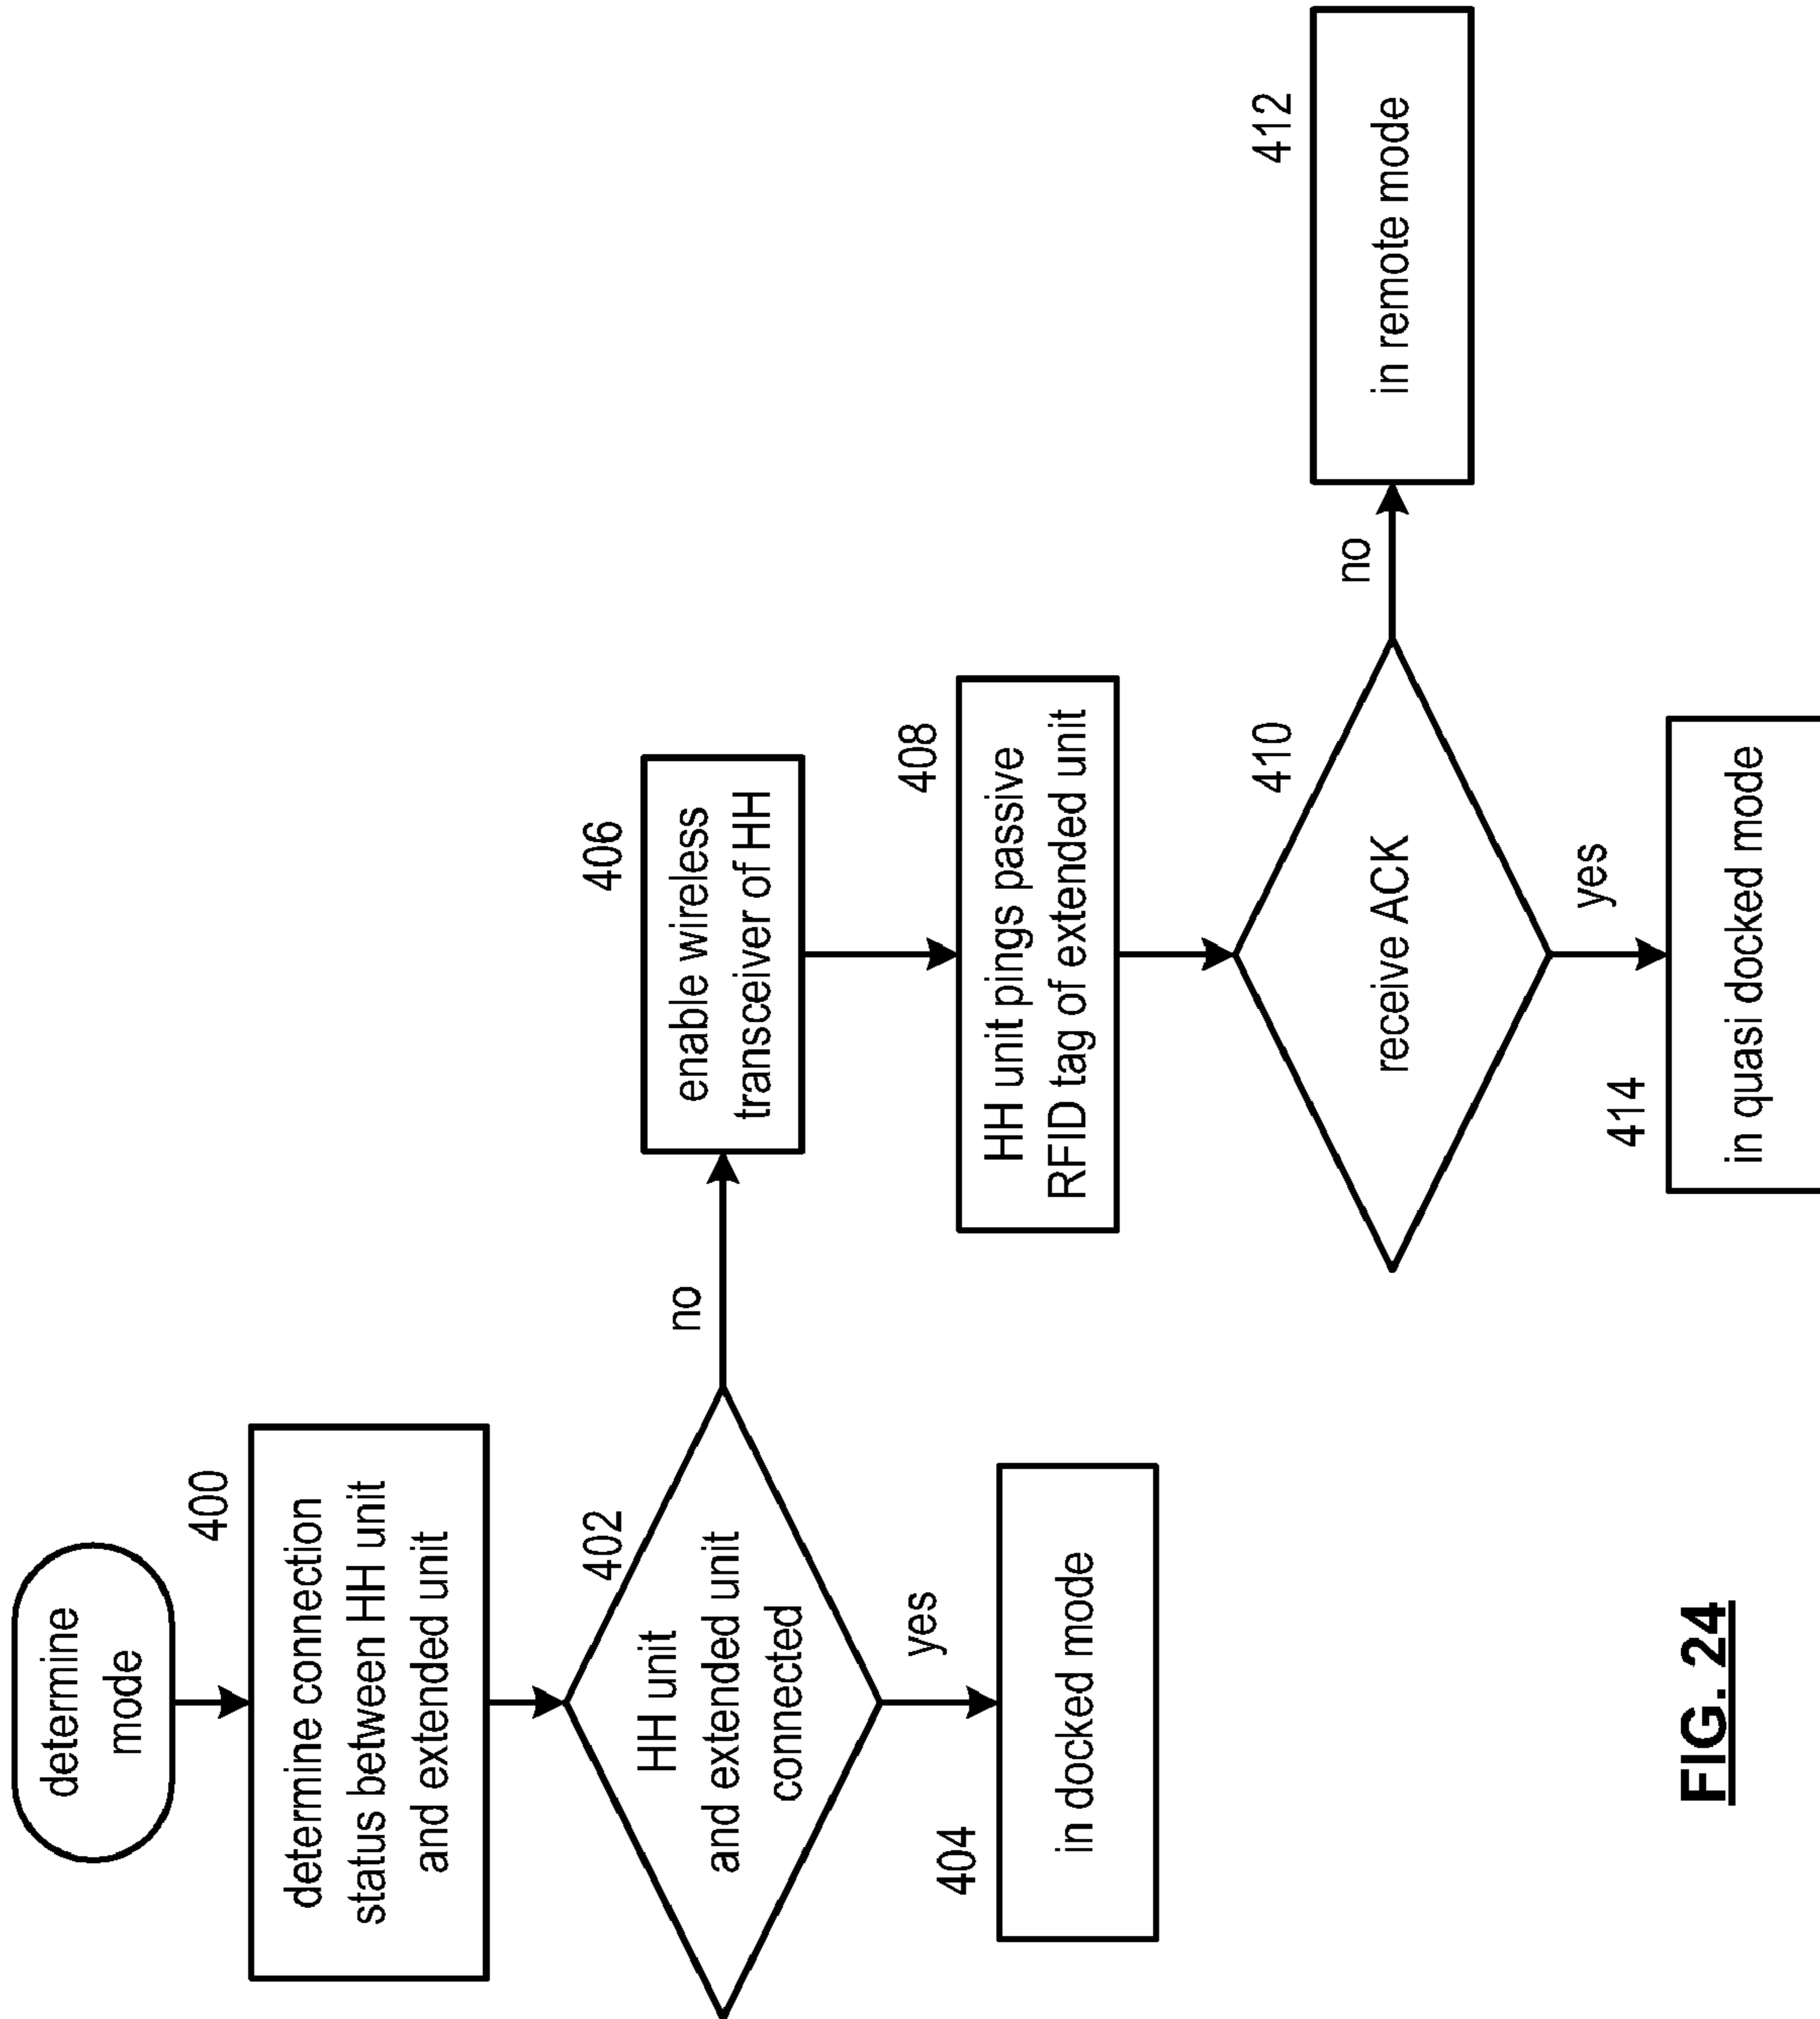 determine
mode
400
determine connection
status between HH unit
and extended unit
402
HH unit
and extended unit
connected
no
yes
404
in docked mode
406
enable wireless
transceiver of HH
408
HH unit pings passive
RFID tag of extended unit
410
receive ACK
no
412
in remote mode
yes
414
in quasi docked mode
FIG. 24